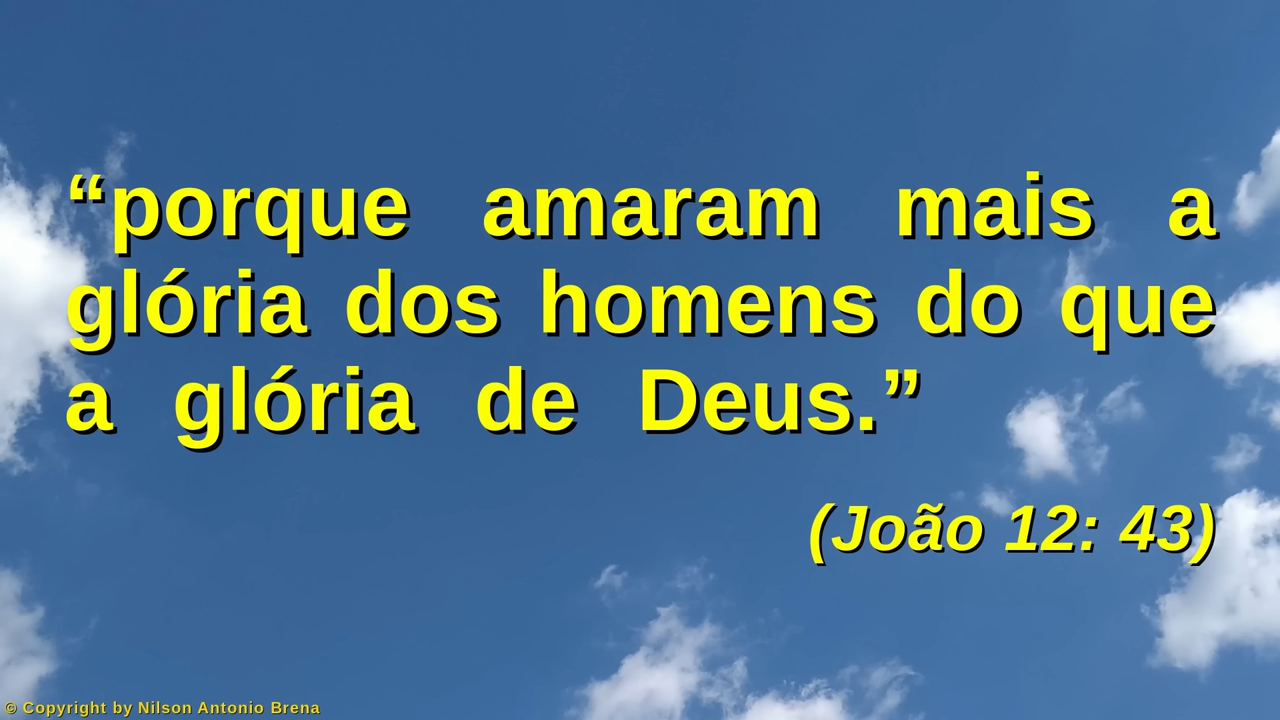 “porque amaram mais a
glória dos homens do que
a glória de Deus.”
(João 12: 43)
© Copyright by Nilson Antonio Brena